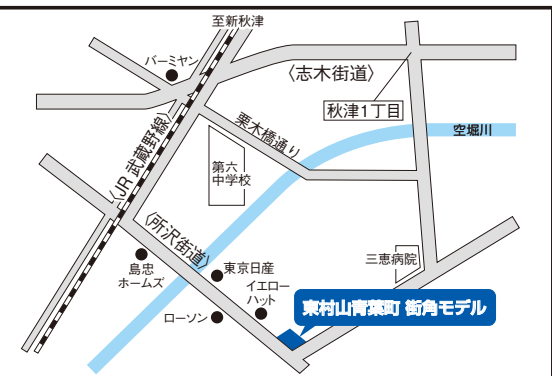 至新秋津
バーミヤン
〈志木街道〉
秋津1丁目
〈JR武蔵野線〉
栗木橋通り
空堀川
第六
中学校
〈所沢街道〉
三恵病院
島忠
ホームズ
東京日産
イエロー
ハット
ローソン
東村山青葉町 街角モデル